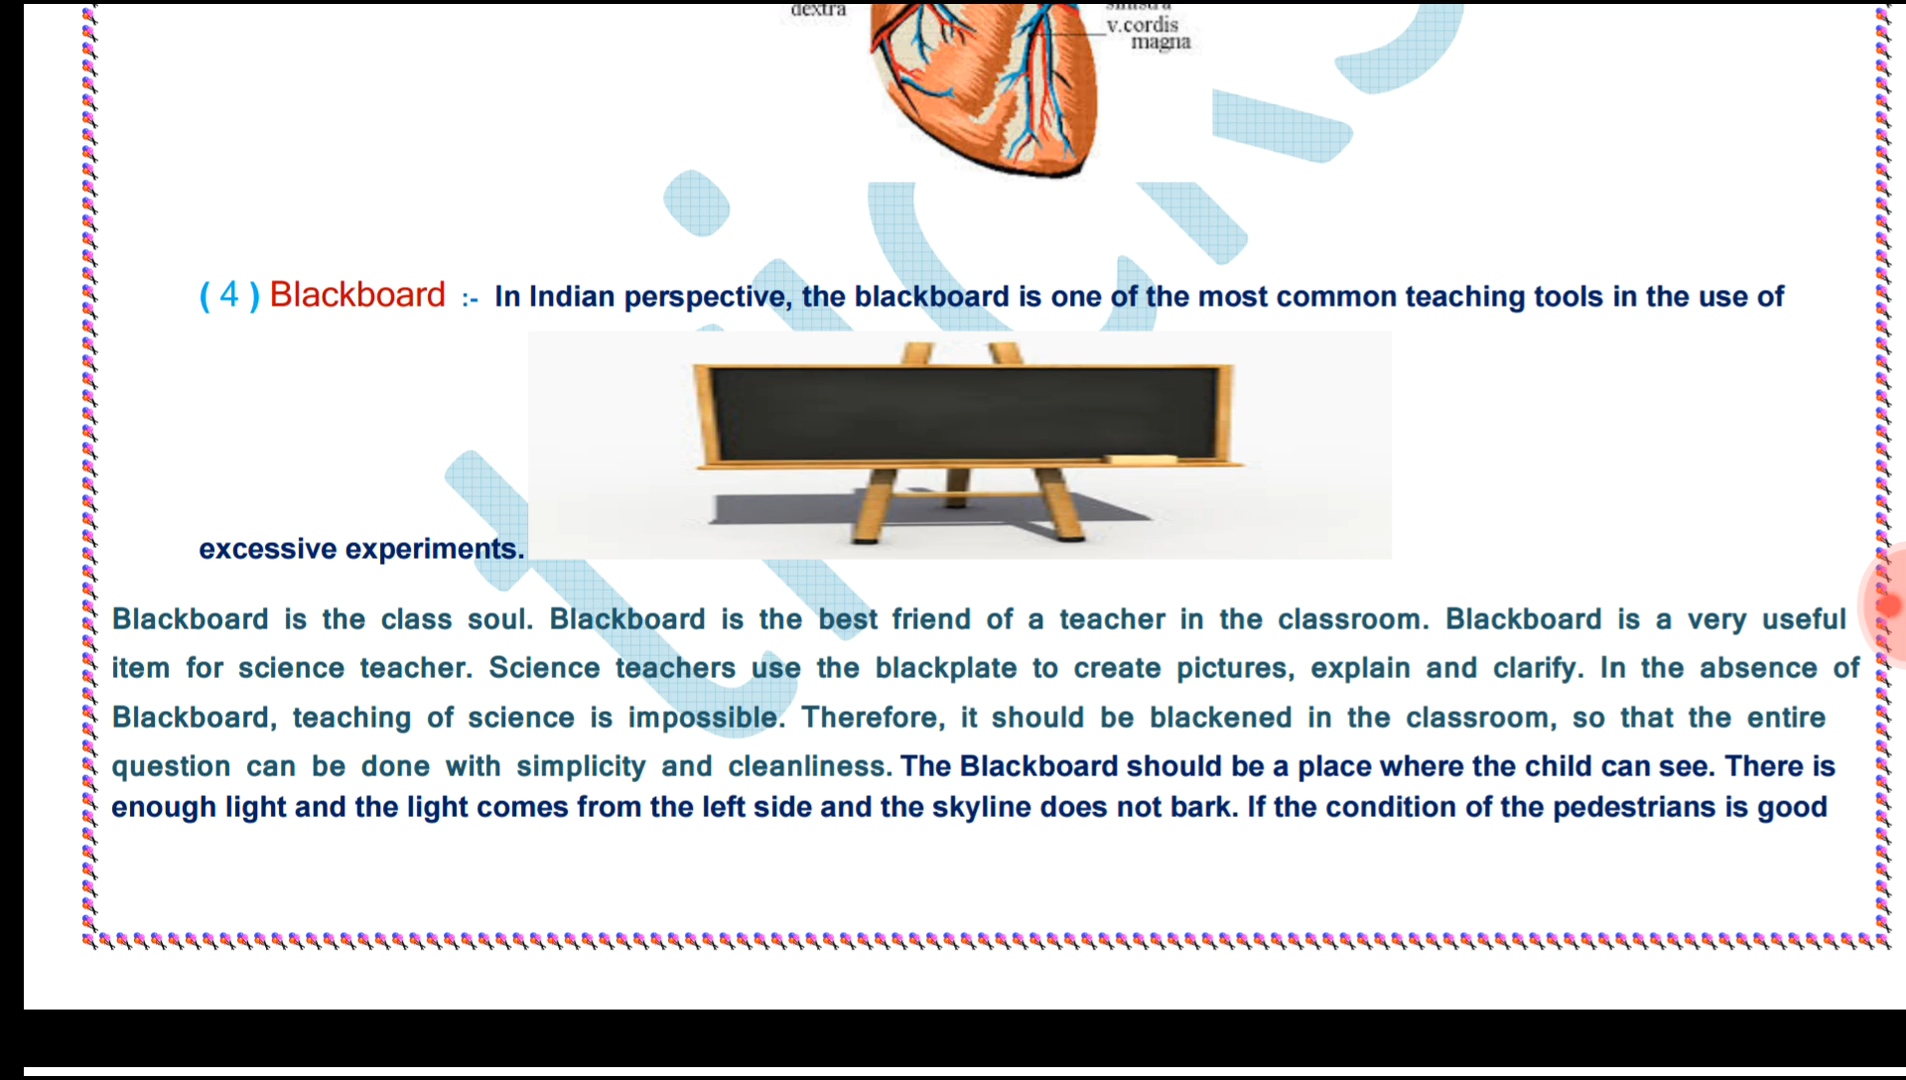 dextra
v.cordis
magna
( 4 ) Blackboard :- In Indian perspective, the blackboard is one of the most common teaching tools in the use of
excessive experiments.
Blackboard is the class soul. Blackboard is the best friend of a teacher in the classroom. Blackboard is a very useful
item for science teacher. Science teachers use the blackplate to create pictures, explain and clarify. In the absence of
Blackboard, teaching of science is impossible. Therefore, it should be blackened in the classroom, so that the entire
question can be done with simplicity and cleanliness. The Blackboard should be a place where the child can see. There is
enough light and the light comes from the left side and the skyline does not bark. If the condition of the pedestrians is good